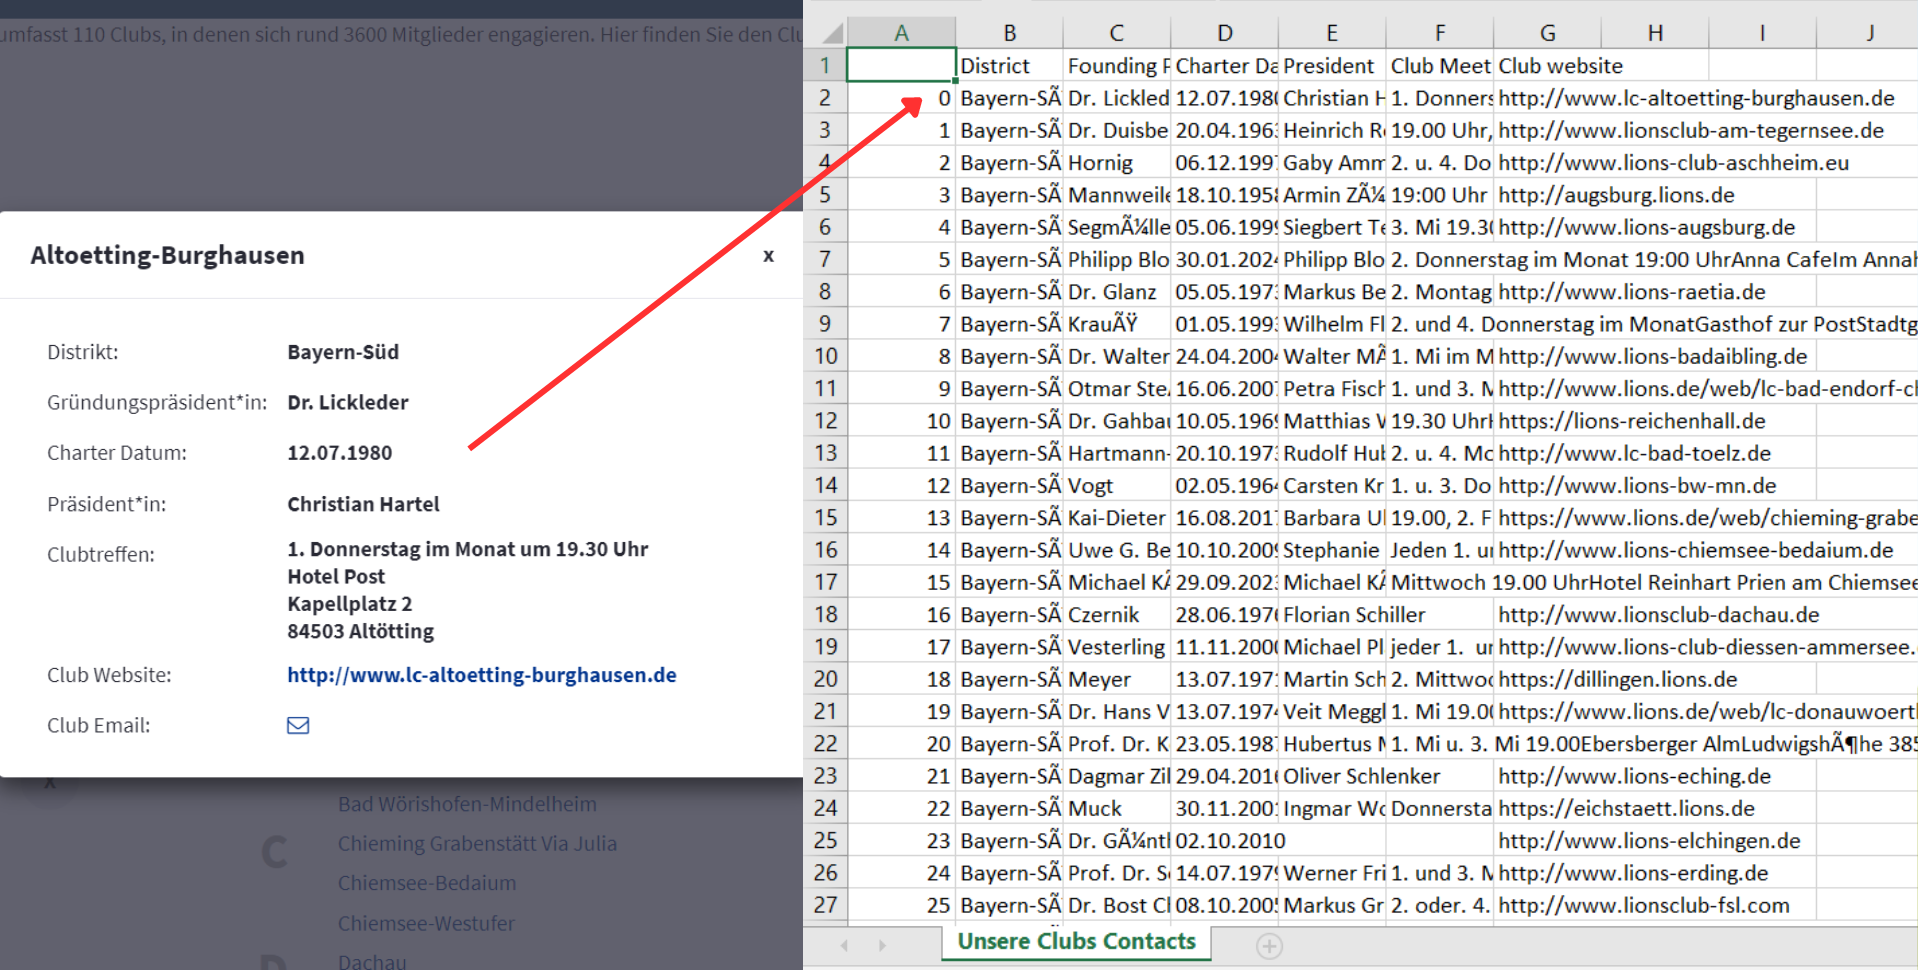 umfasst 110 Clubs, in denen sich rund 3600 Mitglieder engagieren. Hier finden Sie den Clu
Altoetting-Burghausen x
Distrikt: Bayern-Süd
Gründungspräsident*in: Dr. Lickleder
Charter Datum: 12.07.1980
Präsident*in: Christian Hartel
Clubtreffen: 1. Donnerstag im Monat um 19.30 Uhr
Hotel Post
Kapellplatz 2
84503 Altötting
Club Website: http://www.lc-altoetting-burghausen.de
Club Email:
x
Bad Wörishofen-Mindelheim
C Chieming Grabenstätt Via Julia
Chiemsee-Bedaium
Chiemsee-Westufer
D Dachau
A B C D E F G H I J
1 District Founding P Charter Da President Club Meet Club website
2 0 Bayern-SÃ Dr. Lickled 12.07.198 Christian H 1. Donners http://www.lc-altoetting-burghausen.de
3 1 Bayern-SÃ Dr. Duisbe 20.04.196 Heinrich R 19.00 Uhr, http://www.lionsclub-am-tegernsee.de
4 2 Bayern-SÃ Hornig 06.12.199 Gaby Amm 2. u. 4. Do http://www.lions-club-aschheim.eu
5 3 Bayern-SÃ Mannweile 18.10.195 Armin ZÃ¼ 19:00 Uhr http://augsburg.lions.de
6 4 Bayern-SÃ SegmÃ¼lle 05.06.199 Siegbert Te 3. Mi 19.30 http://www.lions-augsburg.de
7 5 Bayern-SÃ Philipp Blo 30.01.202 Philipp Blo 2. Donnerstag im Monat 19:00 UhrAnna CafeIm Annah
8 6 Bayern-SÃ Dr. Glanz 05.05.197 Markus Be 2. Montag http://www.lions-raetia.de
9 7 Bayern-SÃ KrauÃŸ 01.05.199 Wilhelm Fl 2. und 4. Donnerstag im MonatGasthof zur PostStadtg
10 8 Bayern-SÃ Dr. Walter 24.04.200 Walter MÃ 1. Mi im M http://www.lions-badaibling.de
11 9 Bayern-SÃ Otmar Ste 16.06.200 Petra Fisch 1. und 3. M http://www.lions.de/web/lc-bad-endorf-ch
12 10 Bayern-SÃ Dr. Gahbau 10.05.196 Matthias V 19.30 UhrH https://lions-reichenhall.de
13 11 Bayern-SÃ Hartmann- 20.10.197 Rudolf Hub 2. u. 4. Mo http://www.lc-bad-toelz.de
14 12 Bayern-SÃ Vogt 02.05.196 Carsten Kr 1. u. 3. Do http://www.lions-bw-mn.de
15 13 Bayern-SÃ Kai-Dieter 16.08.201 Barbara Ul 19.00, 2. F https://www.lions.de/web/chieming-grabe
16 14 Bayern-SÃ Uwe G. Be 10.10.200 Stephanie Jeden 1. u http://www.lions-chiemsee-bedaium.de
17 15 Bayern-SÃ Michael KÃ 29.09.202 Michael KÃ Mittwoch 19.00 UhrHotel Reinhart Prien am Chiemsee
18 16 Bayern-SÃ Czernik 28.06.197 Florian Schiller http://www.lionsclub-dachau.de
19 17 Bayern-SÃ Vesterling 11.11.200 Michael Pl jeder 1. u http://www.lions-club-diessen-ammersee.
20 18 Bayern-SÃ Meyer 13.07.197 Martin Sch 2. Mittwoc https://dillingen.lions.de
21 19 Bayern-SÃ Dr. Hans V 13.07.197 Veit Meggl 1. Mi 19.00 https://www.lions.de/web/lc-donauwoert
22 20 Bayern-SÃ Prof. Dr. K 23.05.198 Hubertus M 1. Mi u. 3. Mi 19.00Ebersberger AlmLudwigshÃ¶he 385
23 21 Bayern-SÃ Dagmar Zil 29.04.201 Oliver Schlenker http://www.lions-eching.de
24 22 Bayern-SÃ Muck 30.11.200 Ingmar Wo Donnersta https://eichstaett.lions.de
25 23 Bayern-SÃ Dr. GÃ¼ntl 02.10.2010 http://www.lions-elchingen.de
26 24 Bayern-SÃ Prof. Dr. S 14.07.197 Werner Fri 1. und 3. M http://www.lions-erding.de
27 25 Bayern-SÃ Dr. Bost Cl 08.10.200 Markus Gr 2. oder. 4. http://www.lionsclub-fsl.com
Unsere Clubs Contacts